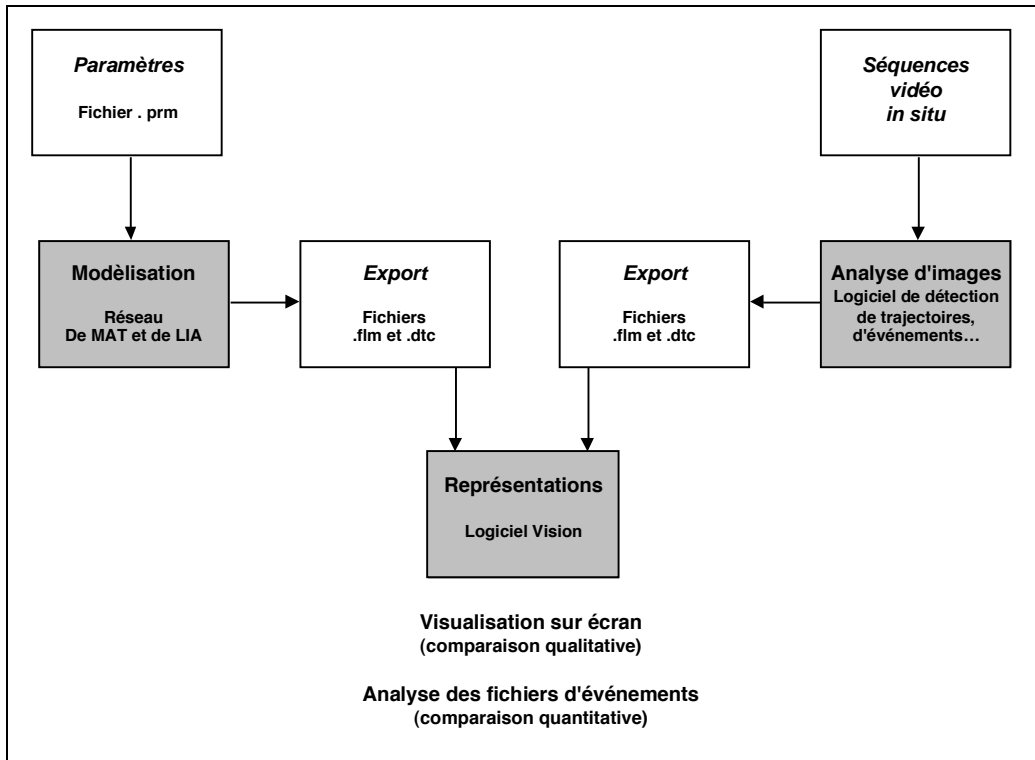 Paramètres
Fichier . prm
Séquences
vidéo
in situ
Modèlisation
Réseau
De MAT et de LIA
Export
Fichiers
.flm et .dtc
Export
Fichiers
.flm et .dtc
Analyse d'images
Logiciel de détection
de trajectoires,
d'événements…
Représentations
Logiciel Vision
Visualisation sur écran
(comparaison qualitative)
Analyse des fichiers d'événements
(comparaison quantitative)